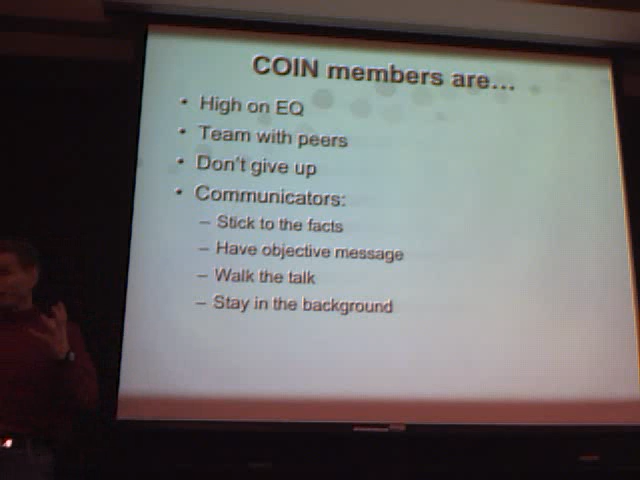 COIN members are...
• High on EQ
• Team with peers
• Don't give up
• Communicators:
– Stick to the facts
– Have objective message
– Walk the talk
– Stay in the background